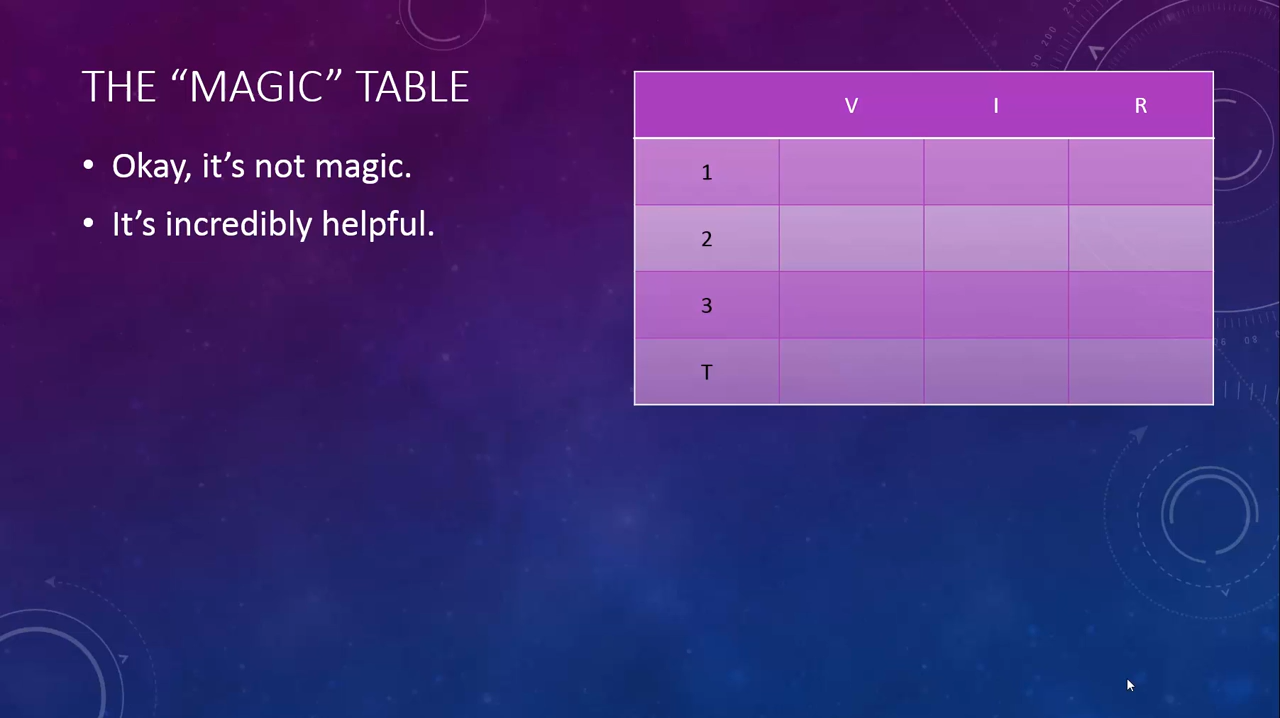 THE “MAGIC” TABLE
• Okay, it’s not magic.
• It’s incredibly helpful.
V I R
1
2
3
T